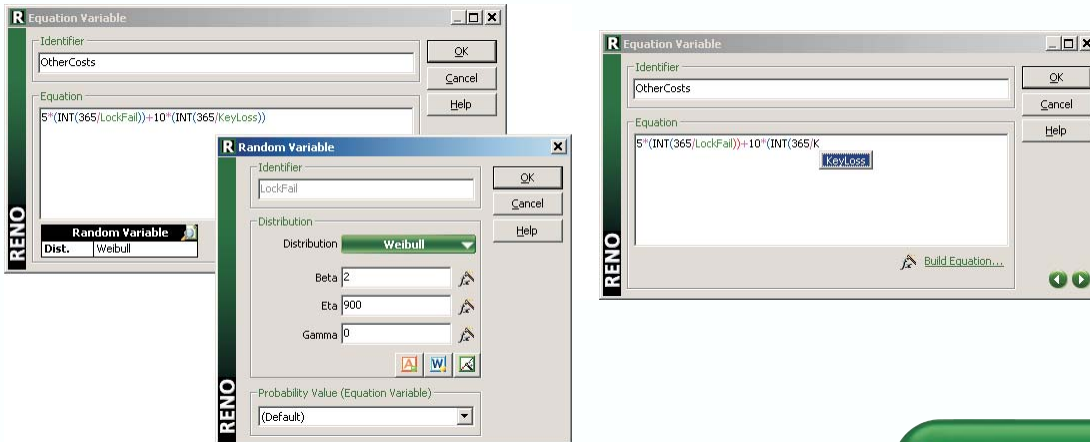 R Equation Variable
Identifier
OtherCosts
OK
Cancel
Help
Equation
5*(INT(365/LockFail))+10*(INT(365/KeyLoss))
Random Variable
Dist. Weibull
RENO
R Random Variable
Identifier
LockFail
OK
Cancel
Help
Distribution
Distribution Weibull
Beta 2
Eta 900
Gamma 0
Probability Value (Equation Variable)
(Default)
RENO
R Equation Variable
Identifier
OtherCosts
OK
Cancel
Help
Equation
5*(INT(365/LockFail))+10*(INT(365/K
KeyLoss
Build Equation...
RENO